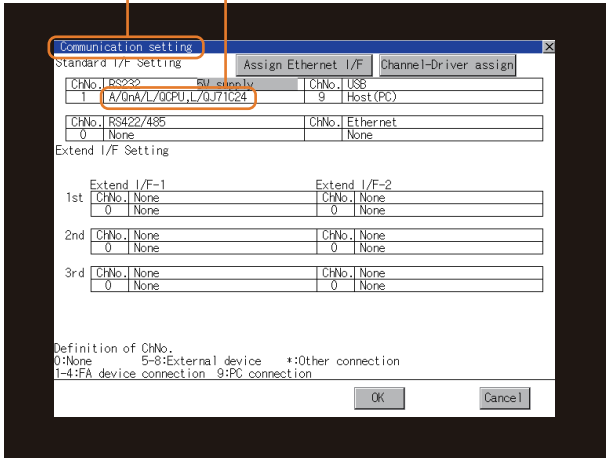 Communication setting
Standard I/F Setting Assign Ethernet I/F Channel-Driver assign
ChNo. RS232 5V supply ChNo. USB
1 A/QnA/L/QCPU,L/QJ71C24 9 Host(PC)
ChNo. RS422/485 ChNo. Ethernet
0 None None
Extend I/F Setting
Extend I/F-1 Extend I/F-2
1st ChNo. None ChNo. None
0 None 0 None
2nd ChNo. None ChNo. None
0 None 0 None
3rd ChNo. None ChNo. None
0 None 0 None
Definition of ChNo.
0:None 5-8:External device *:Other connection
1-4:FA device connection 9:PC connection
OK Cancel